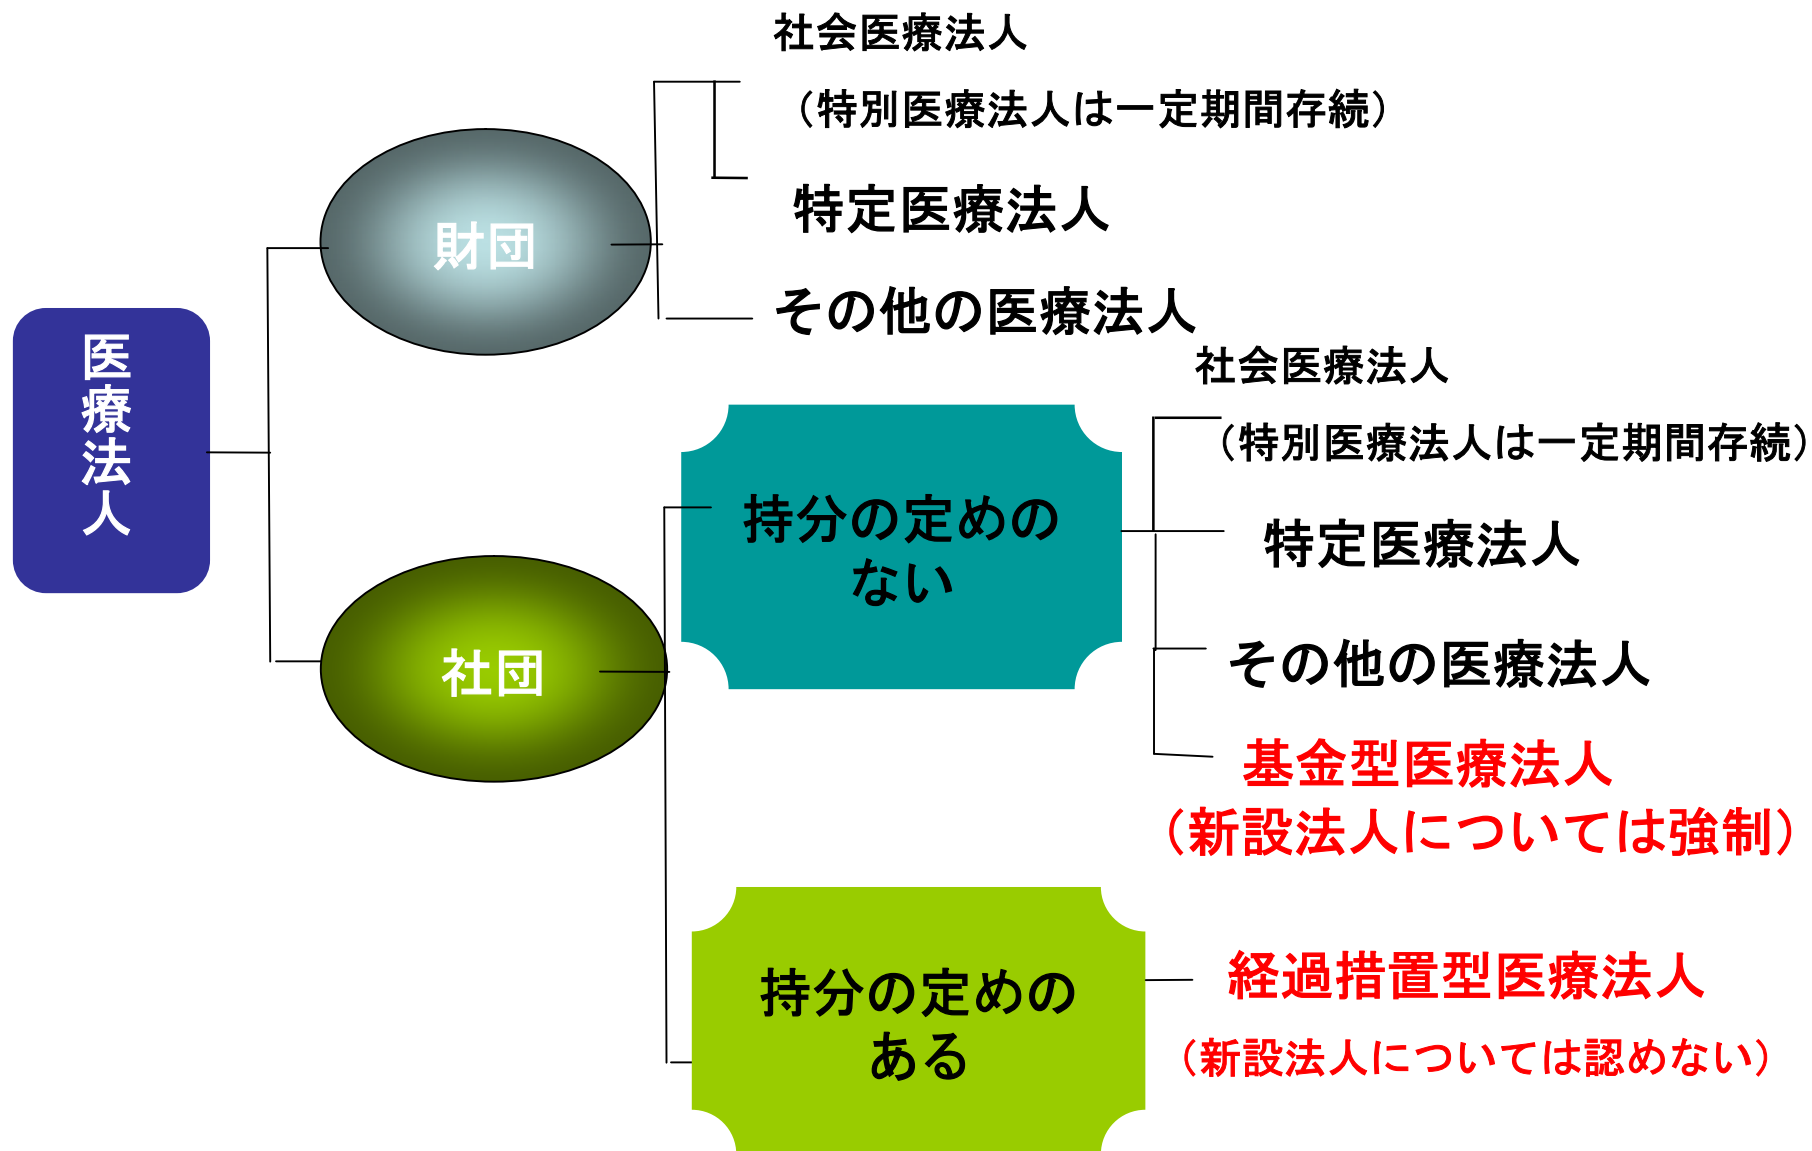 医療法人
財団
社会医療法人
（特別医療法人は一定期間存続）
特定医療法人
その他の医療法人
社団
持分の定めの
ない
社会医療法人
（特別医療法人は一定期間存続）
特定医療法人
その他の医療法人
基金型医療法人
（新設法人については強制）
持分の定めの
ある
経過措置型医療法人
（新設法人については認めない）